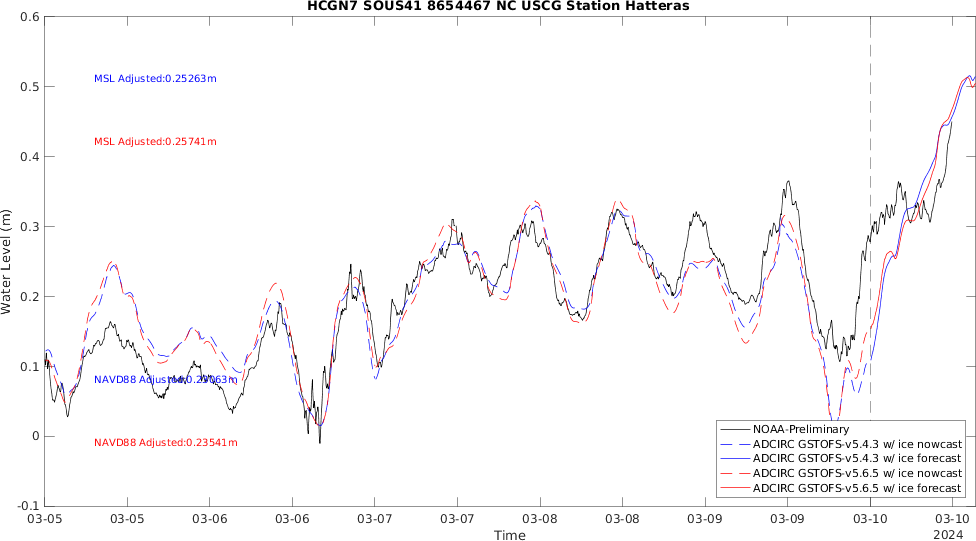 HCGN7 SOUS41 8654467 NC USCG Station Hatteras
0.6
0.5
0.4
0.3
0.2
0.1
0
-0.1
Water Level (m)
MSL Adjusted:0.25263m
MSL Adjusted:0.25741m
NAVD88 Adjusted:0.23063m
NAVD88 Adjusted:0.23541m
NOAA-Preliminary
ADCIRC GSTOFS-v5.4.3 w/ ice nowcast
ADCIRC GSTOFS-v5.4.3 w/ ice forecast
ADCIRC GSTOFS-v5.6.5 w/ ice nowcast
ADCIRC GSTOFS-v5.6.5 w/ ice forecast
03-05 03-05 03-06 03-06 03-07 03-07 03-08 03-08 03-09 03-09 03-10 03-10
Time
2024